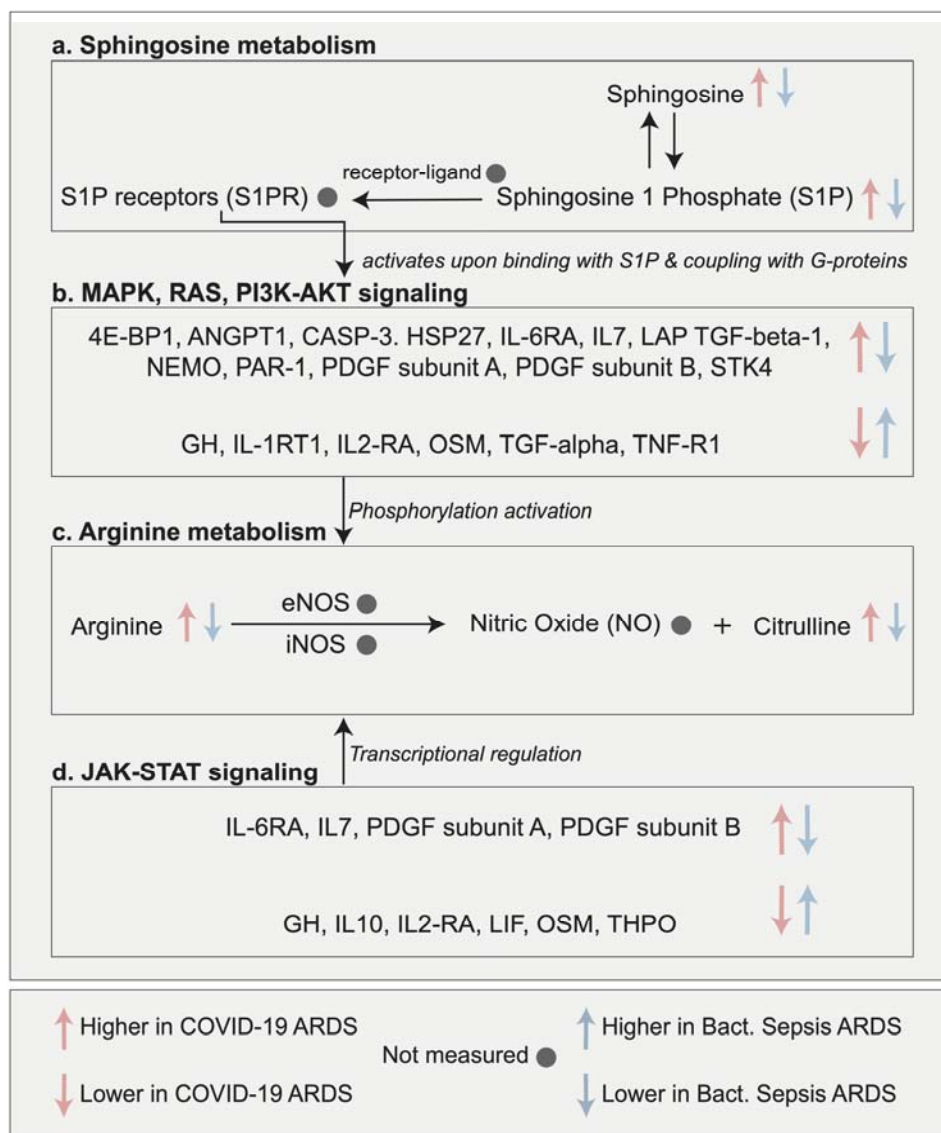 a. Sphingosine metabolism
Sphingosine
receptor-ligand
S1P receptors (S1PR)
Sphingosine 1 Phosphate (S1P)
activates upon binding with S1P & coupling with G-proteins
b. MAPK, RAS, PI3K-AKT signaling
4E-BP1, ANGPT1, CASP-3. HSP27, IL-6RA, IL7, LAP TGF-beta-1,
NEMO, PAR-1, PDGF subunit A, PDGF subunit B, STK4
GH, IL-1RT1, IL2-RA, OSM, TGF-alpha, TNF-R1
Phosphorylation activation
c. Arginine metabolism
Arginine
eNOS
iNOS
Nitric Oxide (NO)
+
Citrulline
Transcriptional regulation
d. JAK-STAT signaling
IL-6RA, IL7, PDGF subunit A, PDGF subunit B
GH, IL10, IL2-RA, LIF, OSM, THPO
Higher in COVID-19 ARDS
Higher in Bact. Sepsis ARDS
Not measured
Lower in COVID-19 ARDS
Lower in Bact. Sepsis ARDS